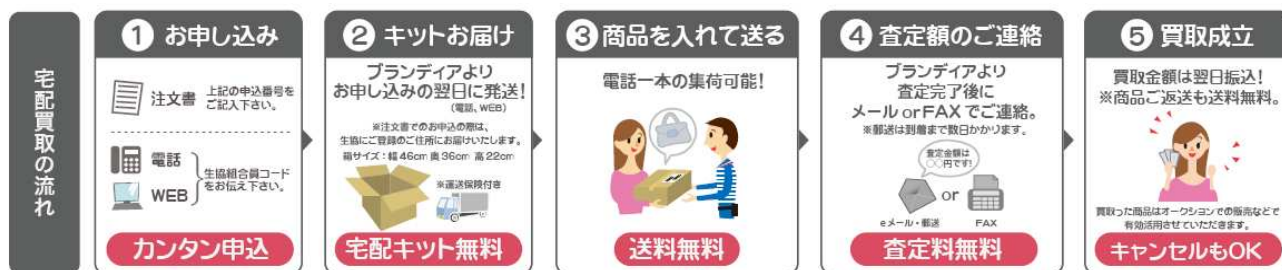 宅配買取の流れ
① お申し込み
注文書
上記の申込番号を
ご記入下さい。
電話
WEB
生協組合員コード
をお伝え下さい。
カンタン申込
② キットお届け
ブランディアより
お申し込みの翌日に発送!
(電話、WEB)
※注文書でのお申込の際は、
生協にご登録のご住所にお届けいたします。
箱サイズ:幅46cm 奥36cm 高22cm
※運送保険付き
宅配キット無料
③ 商品を入れて送る
電話一本の集荷可能!
送料無料
④ 査定額のご連絡
ブランディアより
査定完了後に
メールorFAXでご連絡。
※郵送は到着まで数日かかります。
査定金額は
○○円です!
or
eメール・郵送
FAX
査定料無料
⑤ 買取成立
買取金額は翌日振込!
※商品ご返送も送料無料。
買取った商品はオークションでの販売などで
有効活用させていただきます。
キャンセルもOK